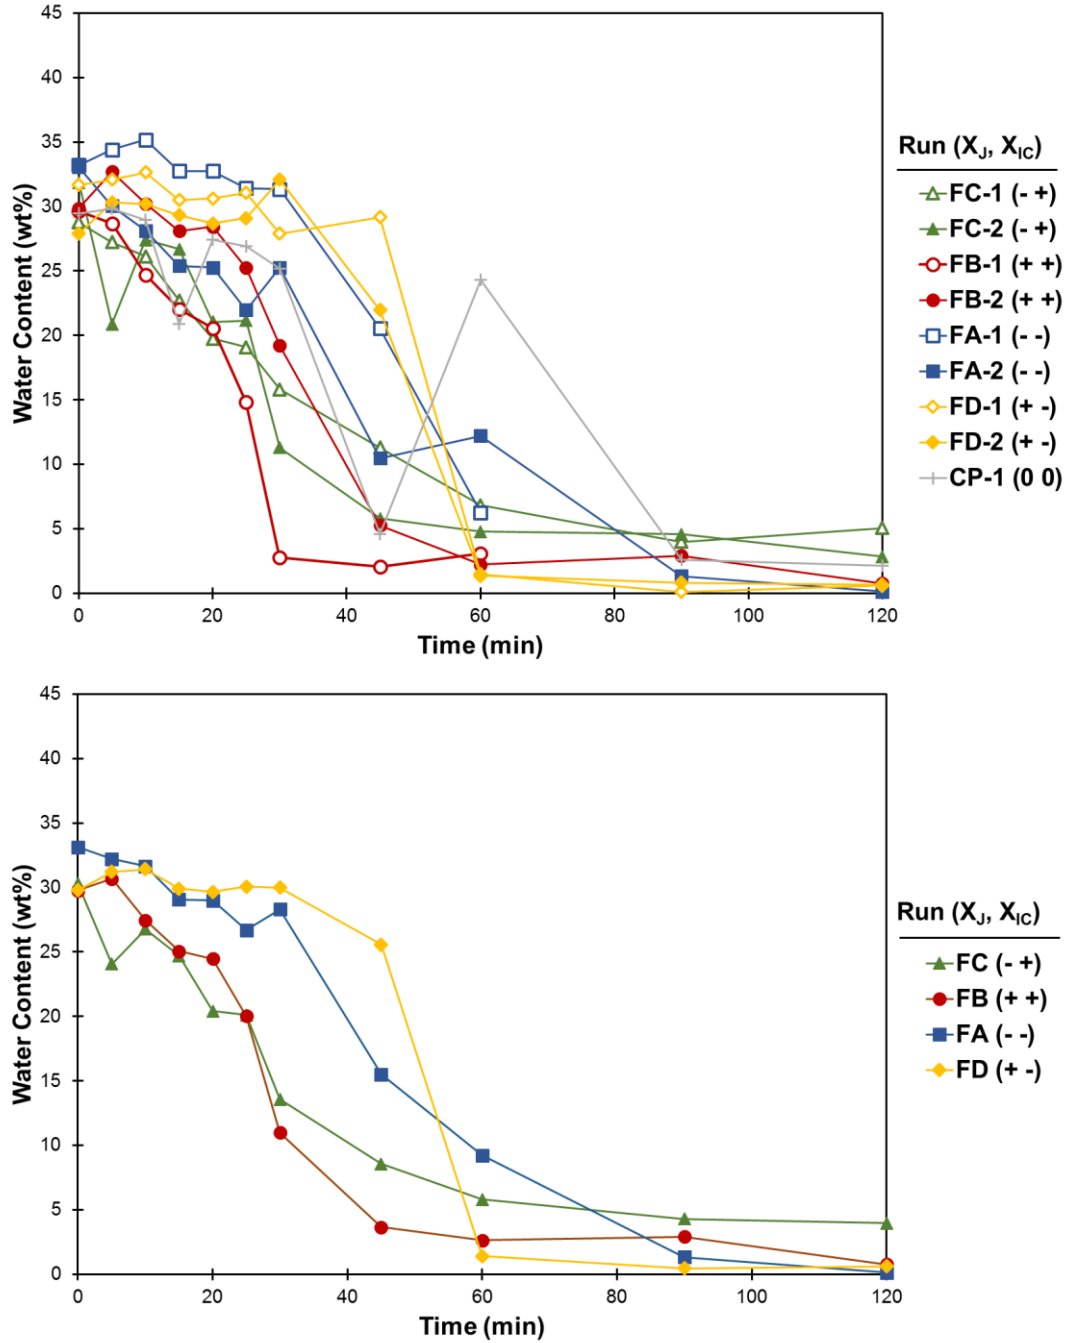 45
40
35
30
25
20
15
10
5
0
Water Content (wt%)
0 20 40 60 80 100 120
Time (min)
Run (XJ, XIC)
FC-1 (- +)
FC-2 (- +)
FB-1 (+ +)
FB-2 (+ +)
FA-1 (- -)
FA-2 (- -)
FD-1 (+ -)
FD-2 (+ -)
CP-1 (0 0)
45
40
35
30
25
20
15
10
5
0
Water Content (wt%)
0 20 40 60 80 100 120
Time (min)
Run (XJ, XIC)
FC (- +)
FB (+ +)
FA (- -)
FD (+ -)